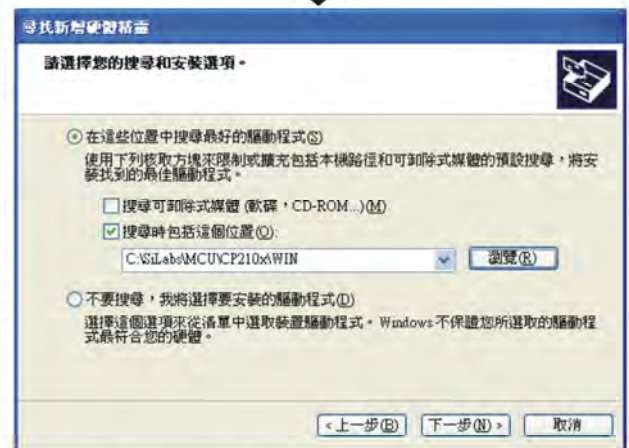 尋找新增硬體精靈
請選擇您的搜尋和安裝選項。
在這些位置中搜尋最好的驅動程式(S)
使用下列核取方塊來限制或擴充包括本機路徑和可卸除式媒體的預設搜尋，將安
裝找到的最佳驅動程式。
搜尋可卸除式媒體 (軟碟，CD-ROM...)(M)
搜尋時包括這個位置(O):
C:\SiLabs\MCU\CP210x\WIN
瀏覽(R)
不要搜尋，我將選擇要安裝的驅動程式(D)
選擇這個選項來從清單中選取裝置驅動程式。Windows 不保證您所選取的驅動程
式最符合您的硬體。
<上一步(B) 下一步(N)> 取消